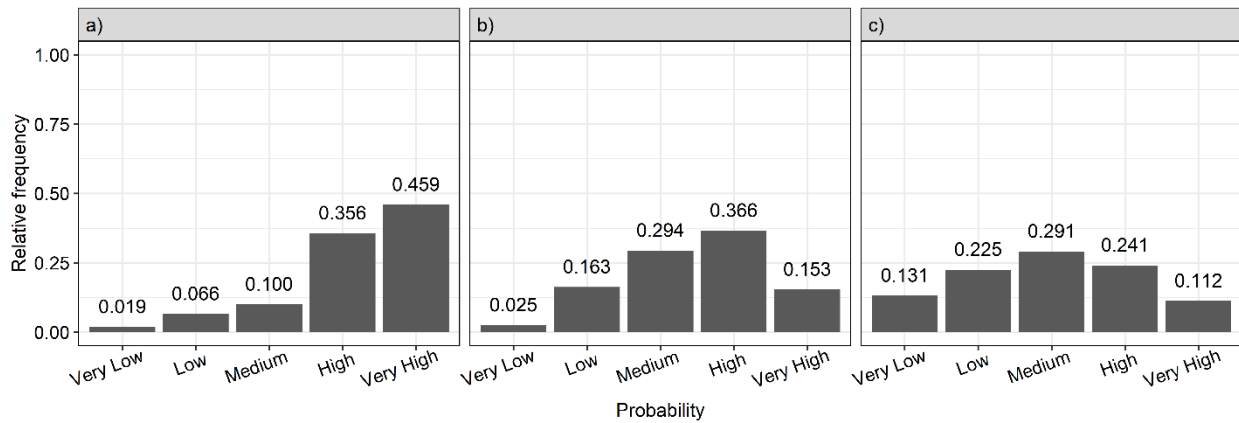 a)
b)
c)
Relative frequency
1.00
0.75
0.50
0.25
0.00
0.019
0.066
0.100
0.356
0.459
0.025
0.163
0.294
0.366
0.153
0.131
0.225
0.291
0.241
0.112
Very Low
Low
Medium
High
Very High
Very Low
Low
Medium
High
Very High
Very Low
Low
Medium
High
Very High
Probability